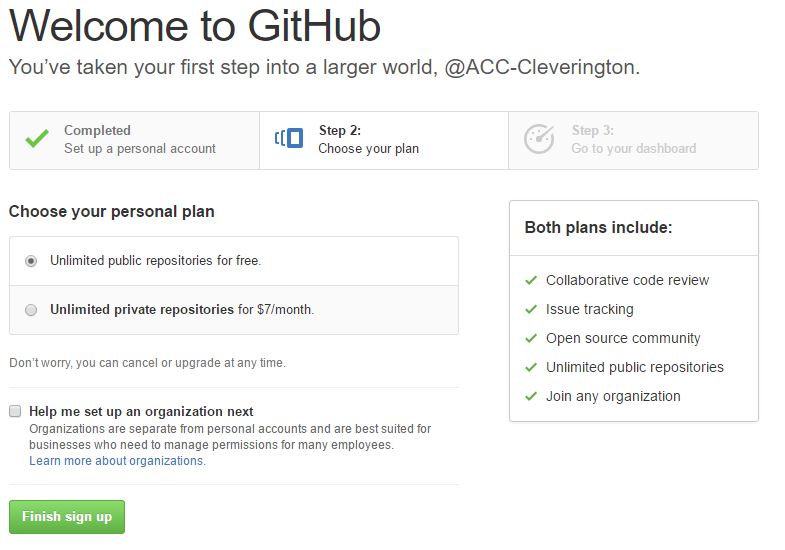 Welcome to GitHub
You’ve taken your first step into a larger world, @ACC-Cleverington.
Completed
Set up a personal account
Step 2:
Choose your plan
Step 3:
Go to your dashboard
Choose your personal plan
Unlimited public repositories for free.
Unlimited private repositories for $7/month.
Don’t worry, you can cancel or upgrade at any time.
Help me set up an organization next
Organizations are separate from personal accounts and are best suited for
businesses who need to manage permissions for many employees.
Learn more about organizations.
Finish sign up
Both plans include:
Collaborative code review
Issue tracking
Open source community
Unlimited public repositories
Join any organization